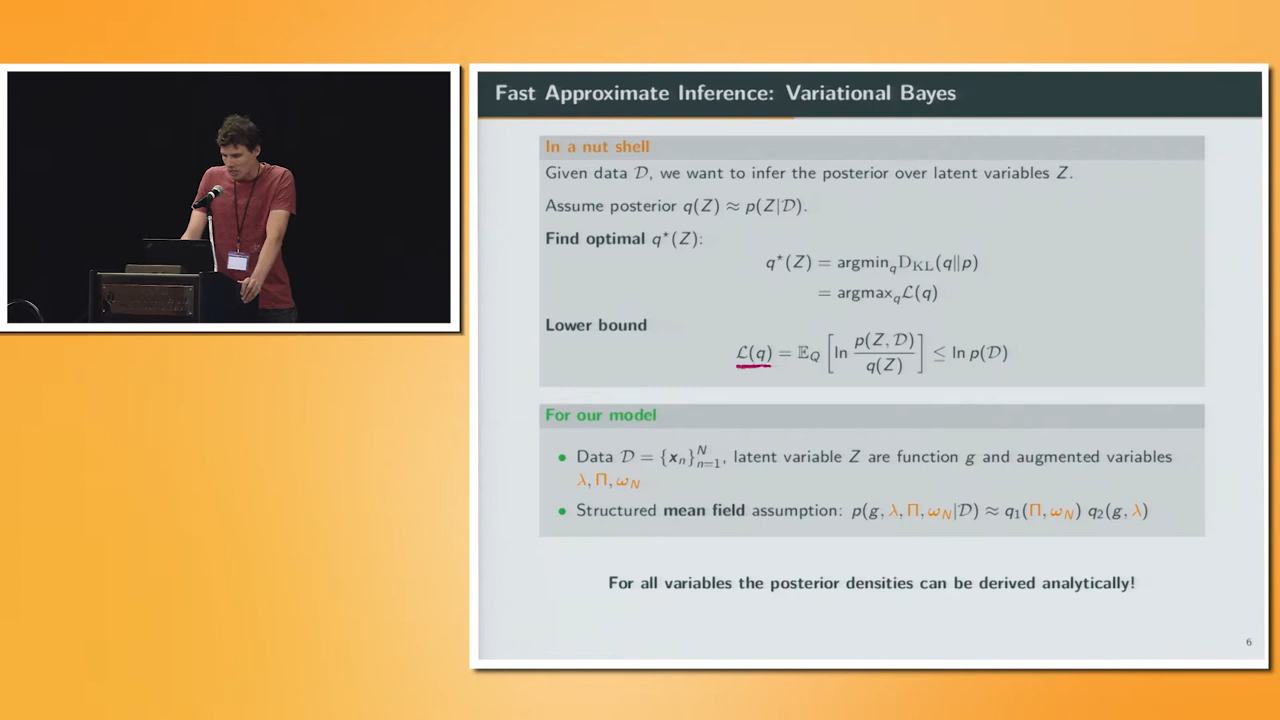 Fast Approximate Inference: Variational Bayes
In a nut shell
Given data 𝒟, we want to infer the posterior over latent variables Z.
Assume posterior q(Z) ≈ p(Z|𝒟).
Find optimal q⋆(Z):
q⋆(Z) = argmin_q D_KL(q‖p)
= argmax_q ℒ(q)
Lower bound
ℒ(q) = 𝔼_Q [ln p(Z, 𝒟) / q(Z)] ≤ ln p(𝒟)
For our model
• Data 𝒟 = {x_n}_{n=1}^N, latent variable Z are function g and augmented variables
λ, Π, ω_N
• Structured mean field assumption: p(g, λ, Π, ω_N|𝒟) ≈ q₁(Π, ω_N) q₂(g, λ)
For all variables the posterior densities can be derived analytically!
6